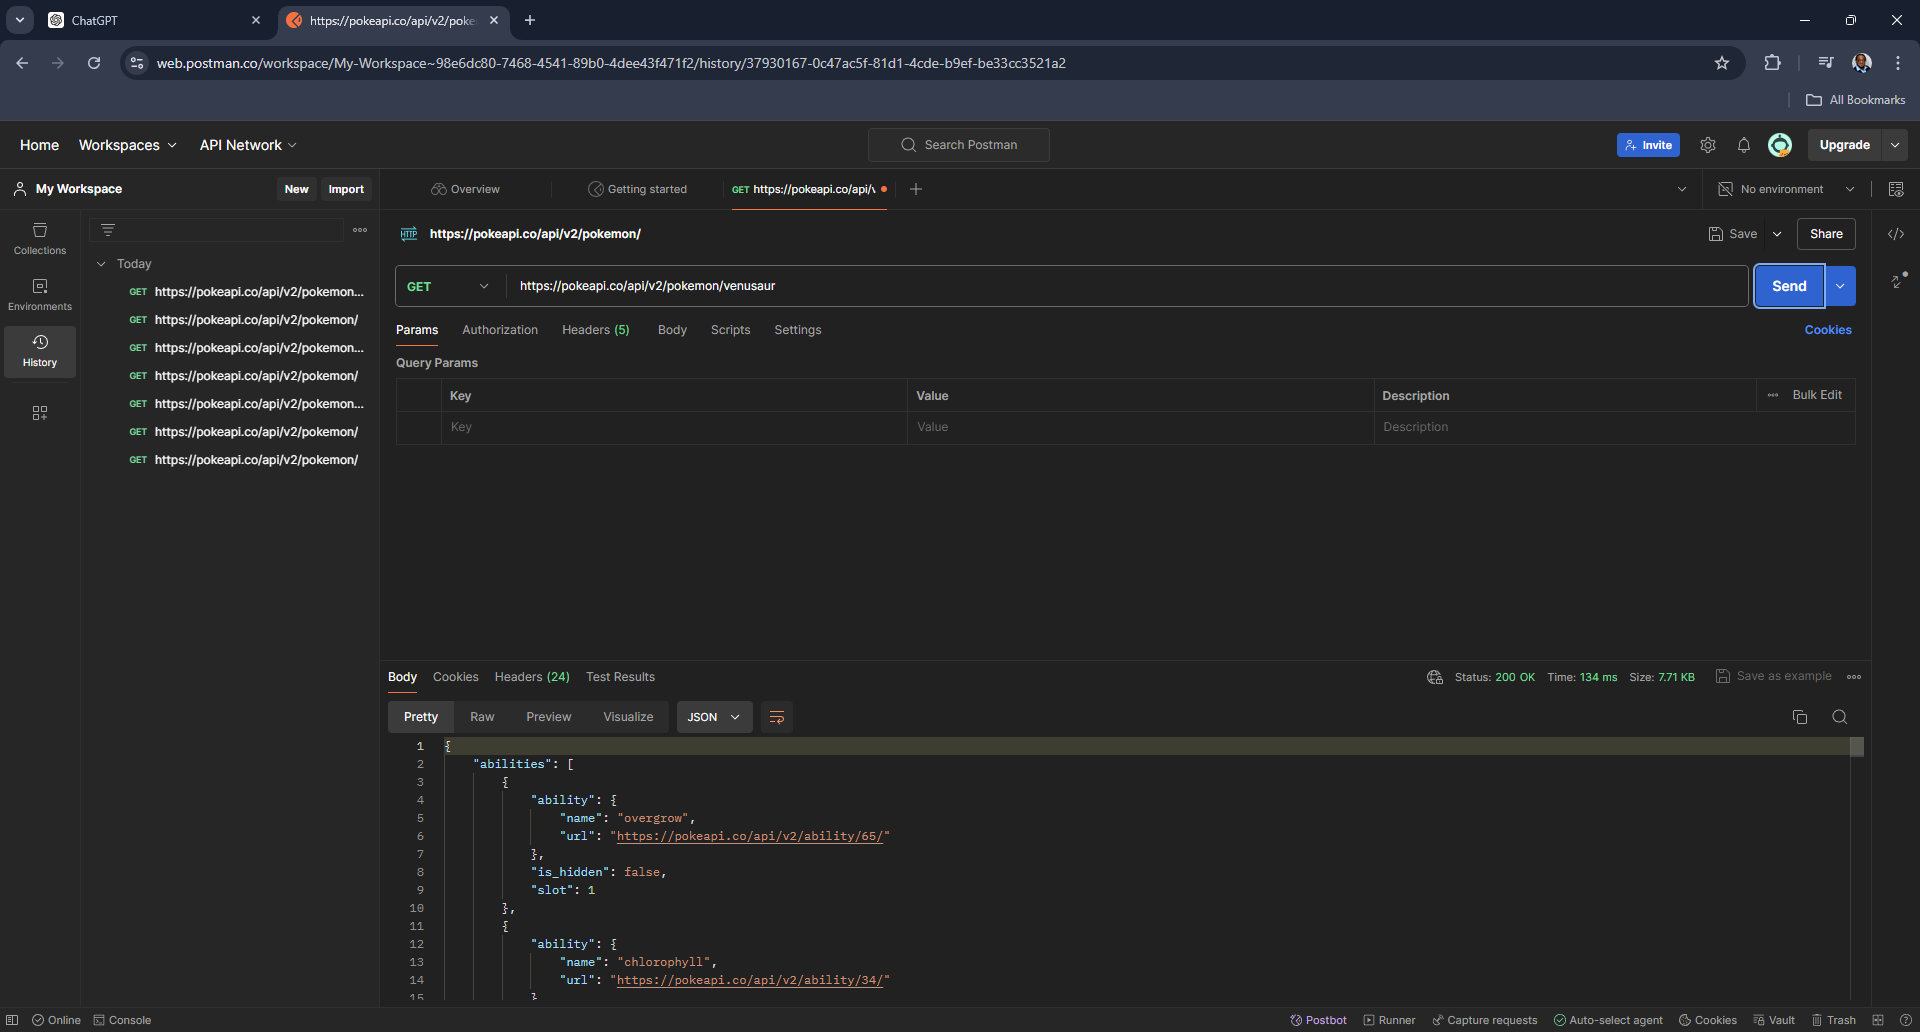 ChatGPT
https://pokeapi.co/api/v2/poke
web.postman.co/workspace/My-Workspace~98e6dc80-7468-4541-89b0-4dee43f471f2/history/37930167-0c47ac5f-81d1-4cde-b9ef-be33cc3521a2
All Bookmarks
Home Workspaces API Network Search Postman Invite Upgrade
My Workspace New Import Overview Getting started GET https://pokeapi.co/api/v No environment
Collections
Environments
History
Today
GET https://pokeapi.co/api/v2/pokemon...
GET https://pokeapi.co/api/v2/pokemon/
GET https://pokeapi.co/api/v2/pokemon...
GET https://pokeapi.co/api/v2/pokemon/
GET https://pokeapi.co/api/v2/pokemon...
GET https://pokeapi.co/api/v2/pokemon/
GET https://pokeapi.co/api/v2/pokemon/
HTTP https://pokeapi.co/api/v2/pokemon/ Save Share
GET https://pokeapi.co/api/v2/pokemon/venusaur Send
Params Authorization Headers (5) Body Scripts Settings Cookies
Query Params
Key Value Description Bulk Edit
Key Value Description
Body Cookies Headers (24) Test Results Status: 200 OK Time: 134 ms Size: 7.71 KB Save as example
Pretty Raw Preview Visualize JSON
1 {
2 "abilities": [
3 {
4 "ability": {
5 "name": "overgrow",
6 "url": "https://pokeapi.co/api/v2/ability/65/"
7 },
8 "is_hidden": false,
9 "slot": 1
10 },
11 {
12 "ability": {
13 "name": "chlorophyll",
14 "url": "https://pokeapi.co/api/v2/ability/34/"
15 }
Online Console Postbot Runner Capture requests Auto-select agent Cookies Vault Trash